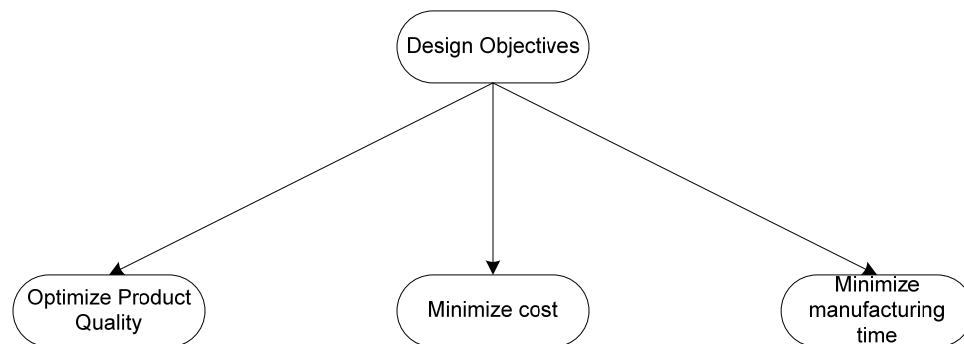 Design Objectives
Optimize Product
Quality
Minimize cost
Minimize
manufacturing
time